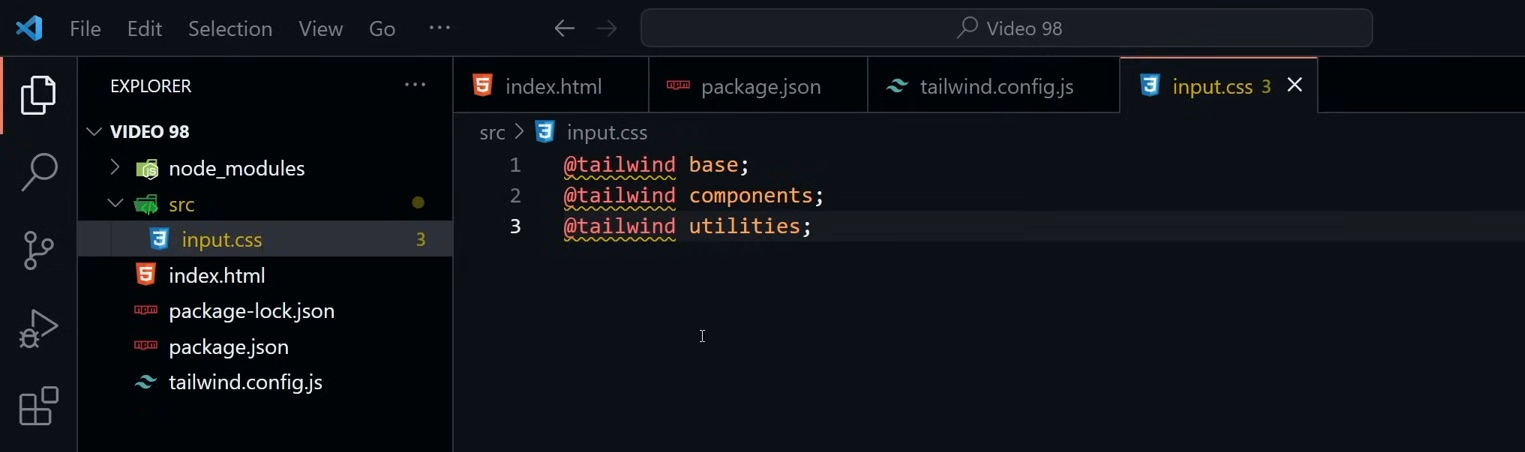 File Edit Selection View Go ···
Video 98
EXPLORER ···
index.html
package.json
tailwind.config.js
input.css 3
VIDEO 98
node_modules
src
input.css 3
index.html
package-lock.json
package.json
tailwind.config.js
src > input.css
1 @tailwind base;
2 @tailwind components;
3 @tailwind utilities;